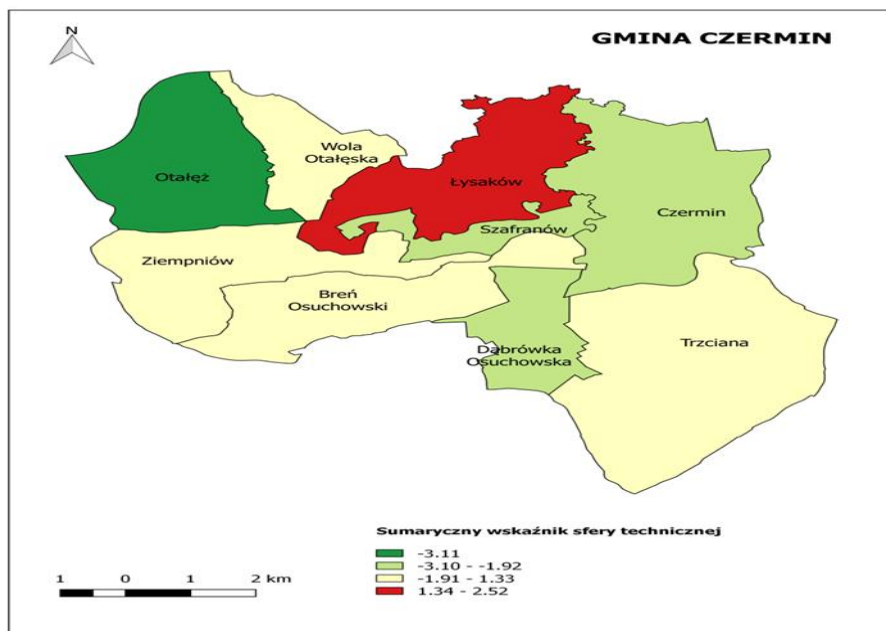 N
GMINA CZERMIN
Wola
Otałęska
Otałęż
Łysaków
Czermin
Szafranów
Ziempniów
Breń
Osuchowski
Trzciana
Dąbrówka
Osuchowska
Sumaryczny wskaźnik sfery technicznej
-3.11
-3.10 - -1.92
-1.91 - 1.33
1.34 - 2.52
1 0 1 2 km